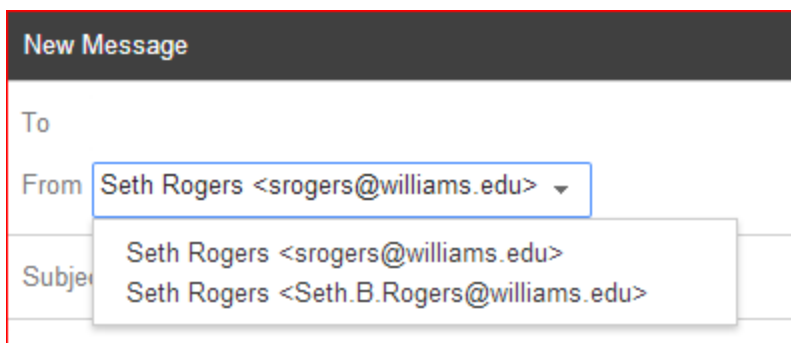 New Message
To
From Seth Rogers <srogers@williams.edu>
Seth Rogers <srogers@williams.edu>
Subje
Seth Rogers <Seth.B.Rogers@williams.edu>